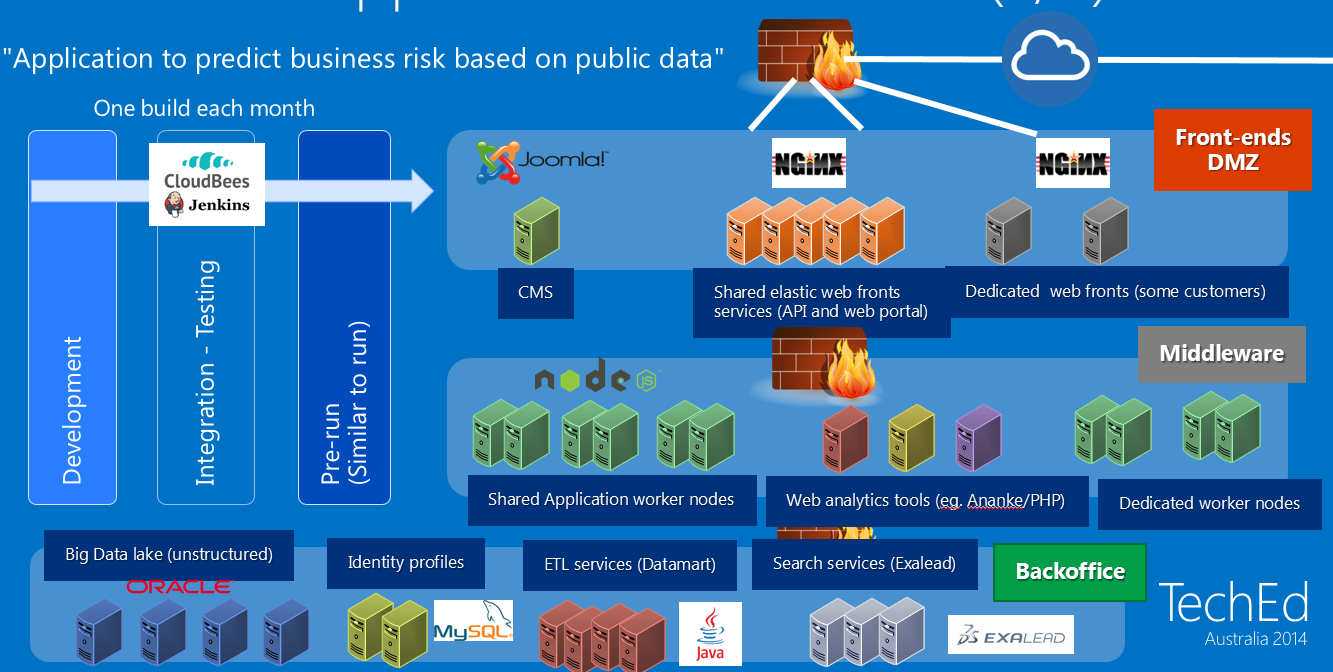 "Application to predict business risk based on public data"
One build each month
Development
Integration - Testing
Pre-run
(Similar to run)
CloudBees
Jenkins
Joomla!
NGiNX
NGiNX
Front-ends
DMZ
CMS
Shared elastic web fronts
services (API and web portal)
Dedicated web fronts (some customers)
Middleware
node
JS
Shared Application worker nodes
Web analytics tools (eg. Ananke/PHP)
Dedicated worker nodes
Big Data lake (unstructured)
Identity profiles
ETL services (Datamart)
Search services (Exalead)
Backoffice
ORACLE
MySQL
Java
3S EXALEAD
TechEd
Australia 2014